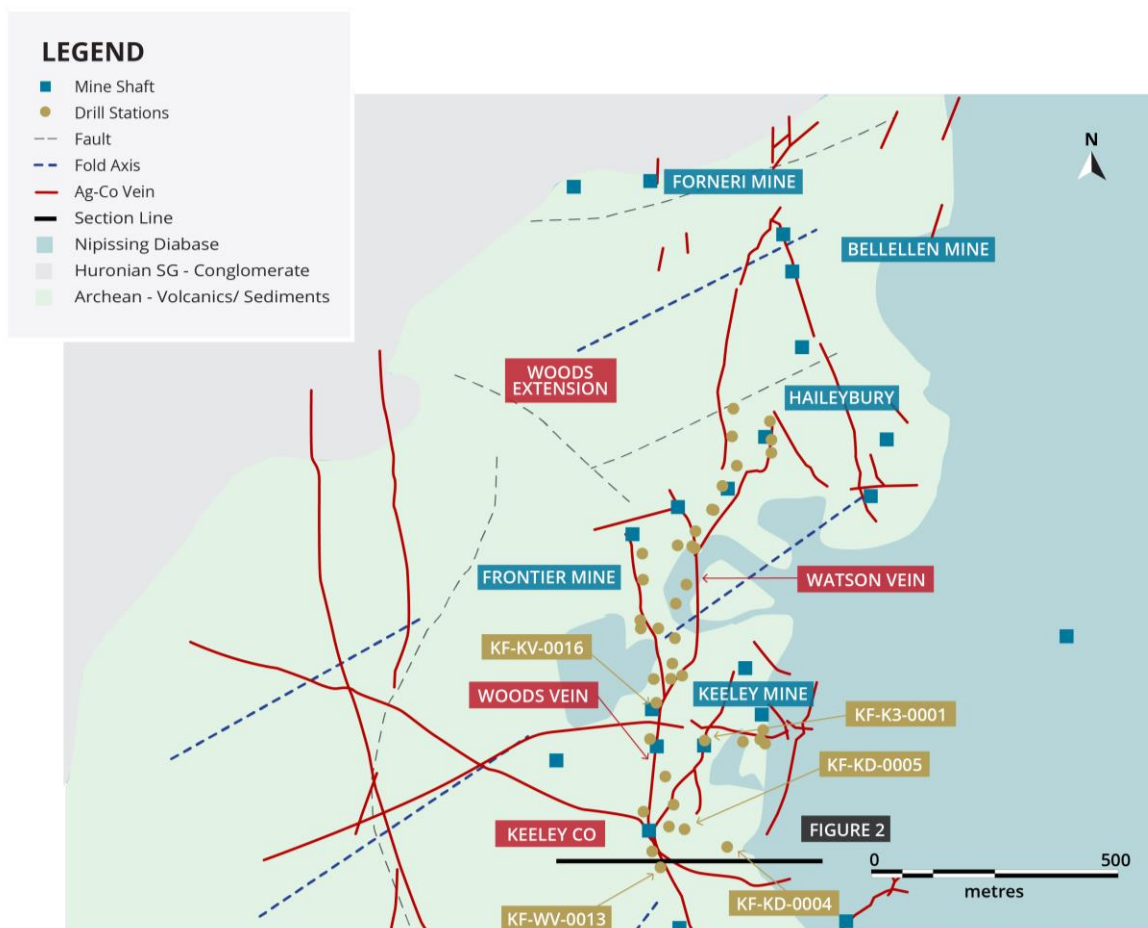 LEGEND
Mine Shaft
Drill Stations
Fault
Fold Axis
Ag-Co Vein
Section Line
Nipissing Diabase
Huronian SG - Conglomerate
Archean - Volcanics/ Sediments
N
FORNERI MINE
BELLELLEN MINE
WOODS
EXTENSION
HAILEYBURY
FRONTIER MINE
WATSON VEIN
KF-KV-0016
WOODS VEIN
KEELEY MINE
KF-K3-0001
KF-KD-0005
KEELEY CO
FIGURE 2
0 500
metres
KF-KD-0004
KF-WV-0013